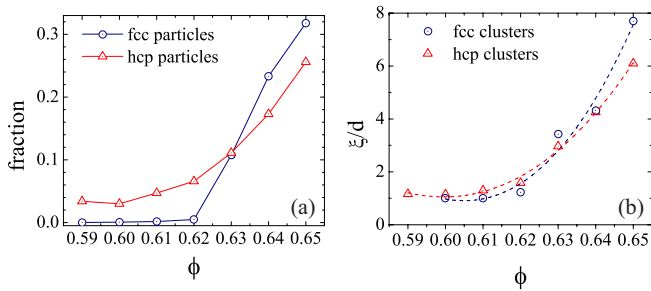 fcc particles
hcp particles
(a)
fraction
0.3
0.2
0.1
0.0
0.59 0.60 0.61 0.62 0.63 0.64 0.65
ϕ
fcc clusters
hcp clusters
(b)
ξ/d
8
6
4
2
0
0.59 0.60 0.61 0.62 0.63 0.64 0.65
ϕ